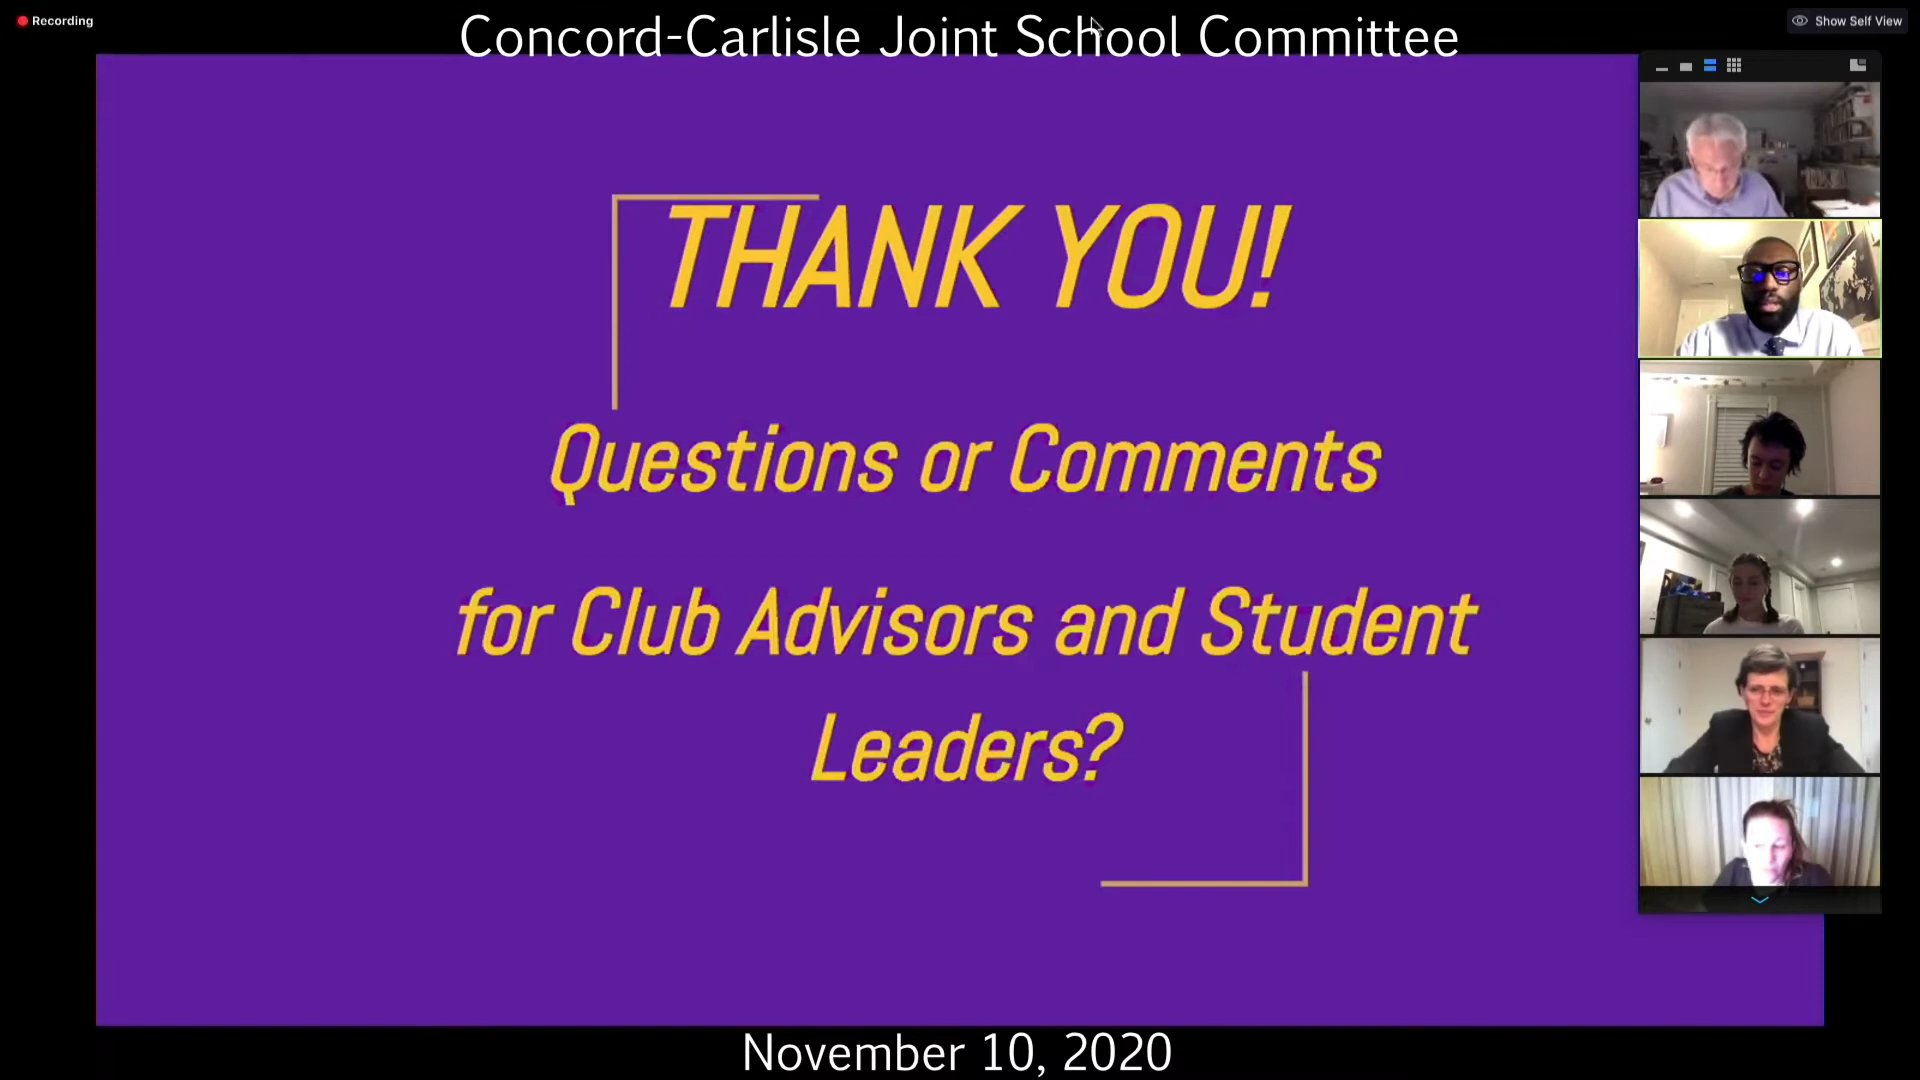 Recording
Concord-Carlisle Joint School Committee
Show Self View
THANK YOU!
Questions or Comments
for Club Advisors and Student
Leaders?
November 10, 2020